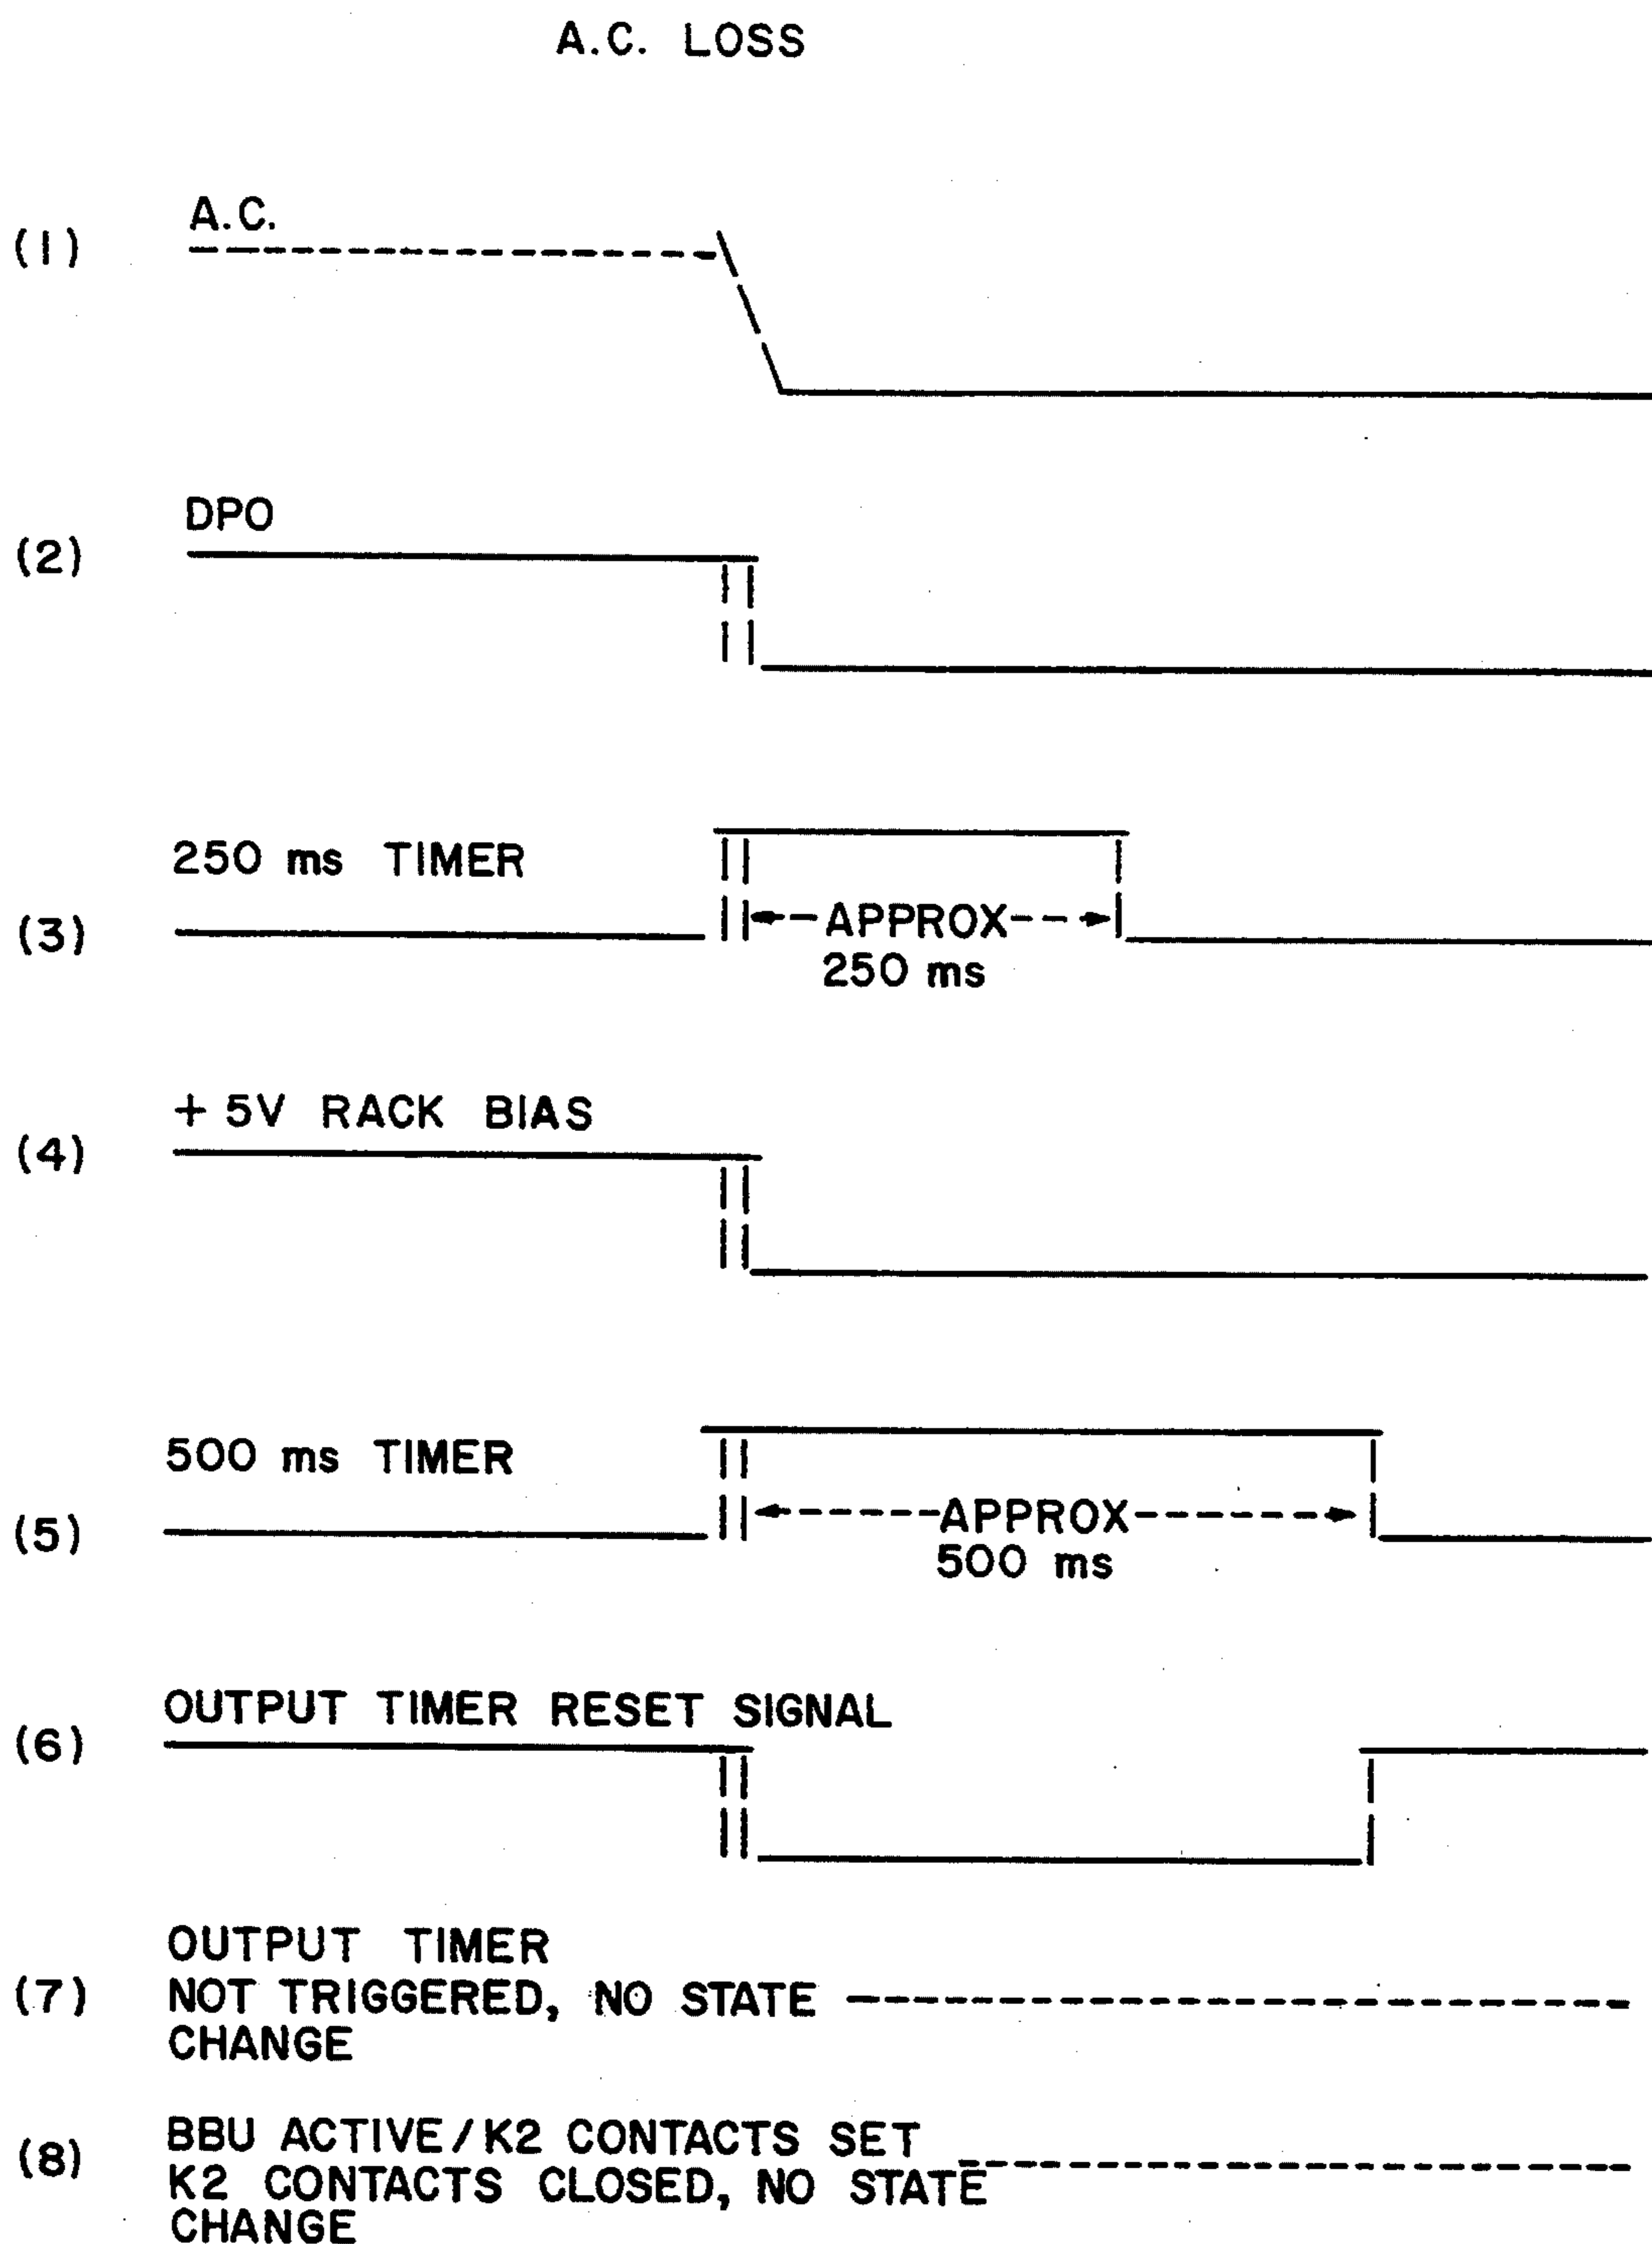 A.C. LOSS
(1) A.C.
(2) DPO
250 ms TIMER
(3) APPROX
250 ms
+ 5V RACK BIAS
(4)
500 ms TIMER
(5) APPROX
500 ms
OUTPUT TIMER RESET SIGNAL
(6)
OUTPUT TIMER
(7) NOT TRIGGERED, NO STATE
CHANGE
BBU ACTIVE/K2 CONTACTS SET
(8) K2 CONTACTS CLOSED, NO STATE
CHANGE